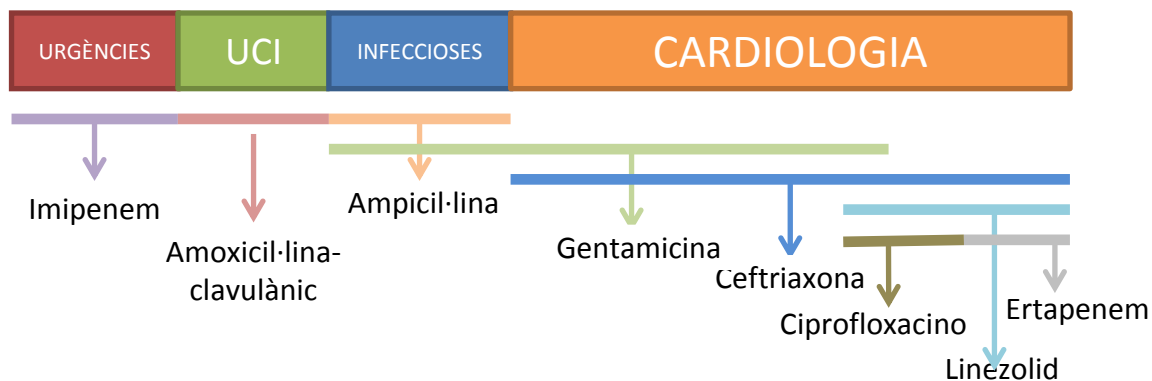 URGÈNCIES
UCI
INFECCIOSES
CARDIOLOGIA
Imipenem
Amoxicil·lina-
clavulànic
Ampicil·lina
Gentamicina
Ceftriaxona
Ciprofloxacino
Ertapenem
Linezolid